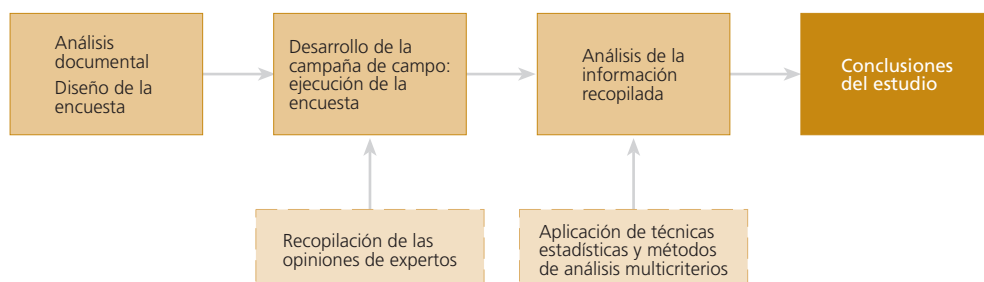 Análisis
documental
Diseño de la
encuesta
Desarrollo de la
campaña de campo:
ejecución de la
encuesta
Análisis de la
información
recopilada
Conclusiones
del estudio
Recopilación de las
opiniones de expertos
Aplicación de técnicas
estadísticas y métodos
de análisis multicriterios